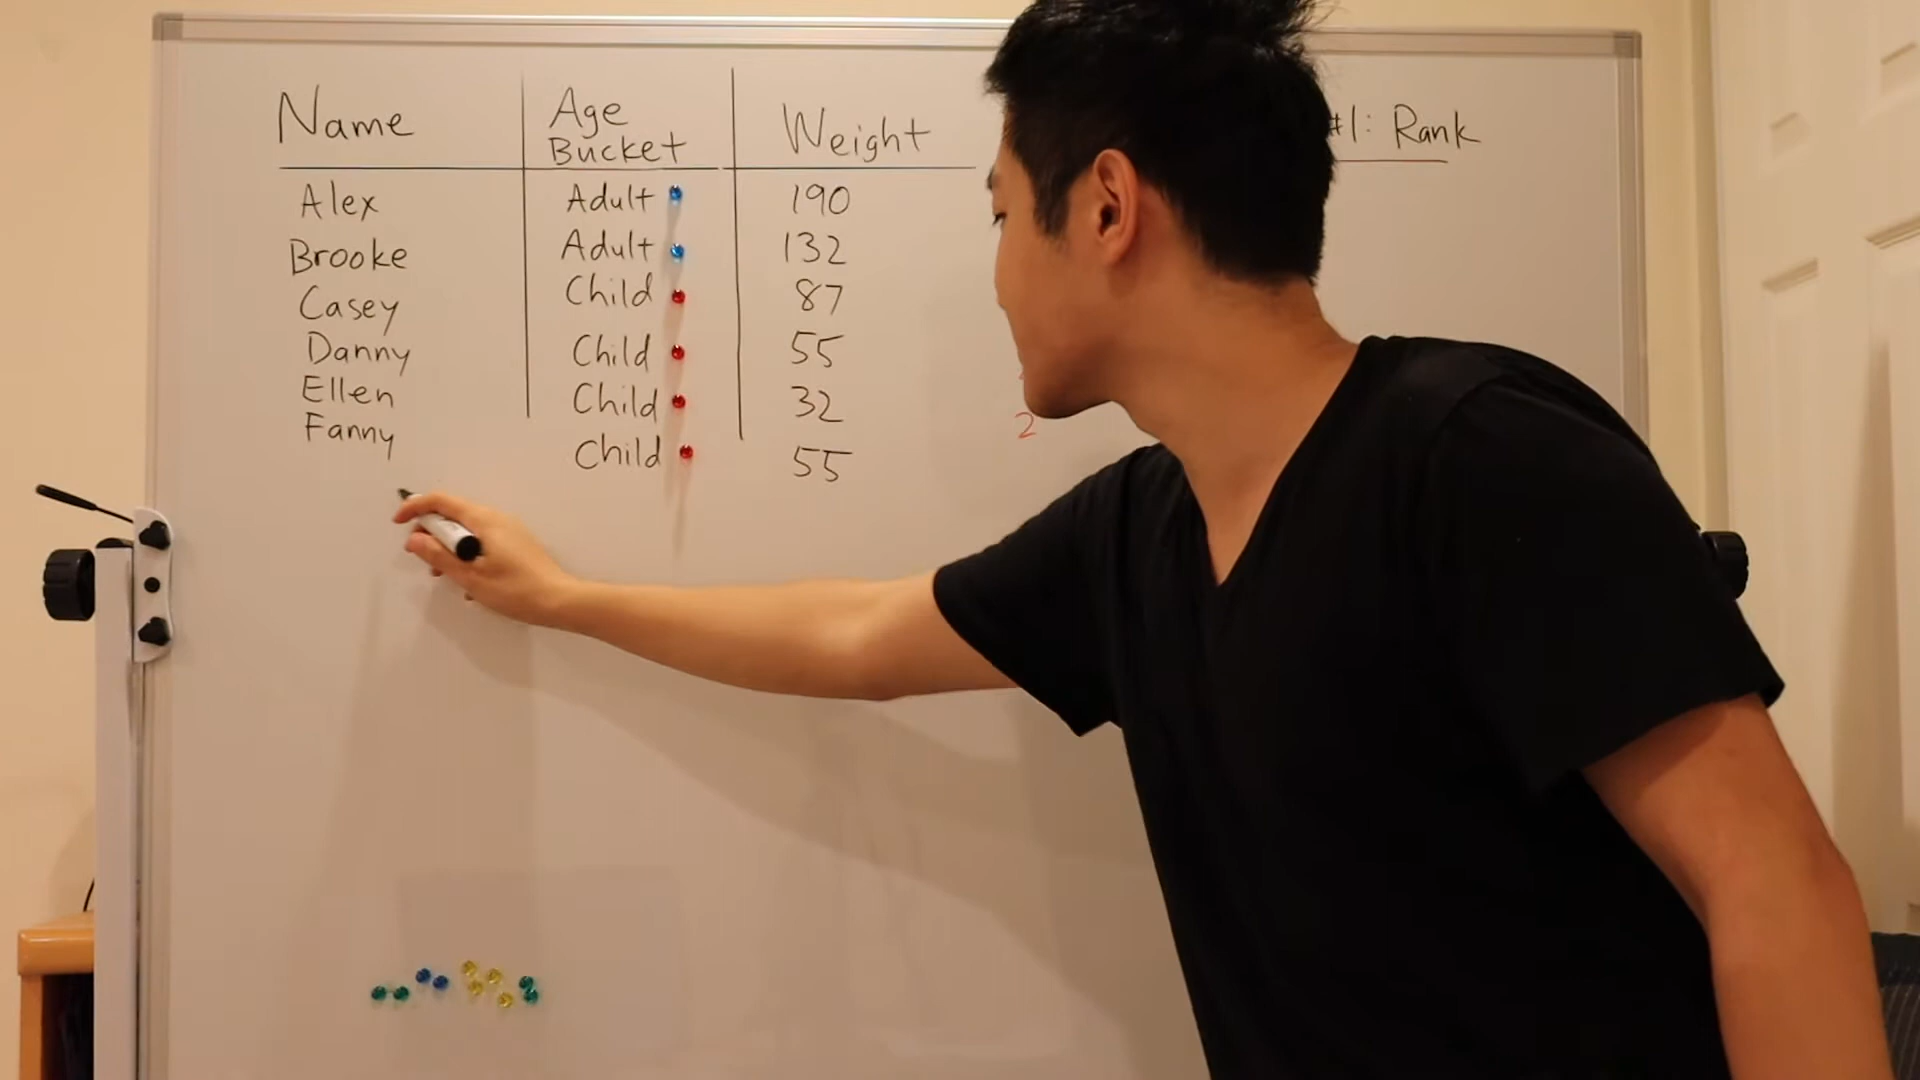 Name Age Bucket Weight #1: Rank
Alex Adult 190
Brooke Adult 132
Casey Child 87
Danny Child 55
Ellen Child 32 2
Fanny Child 55